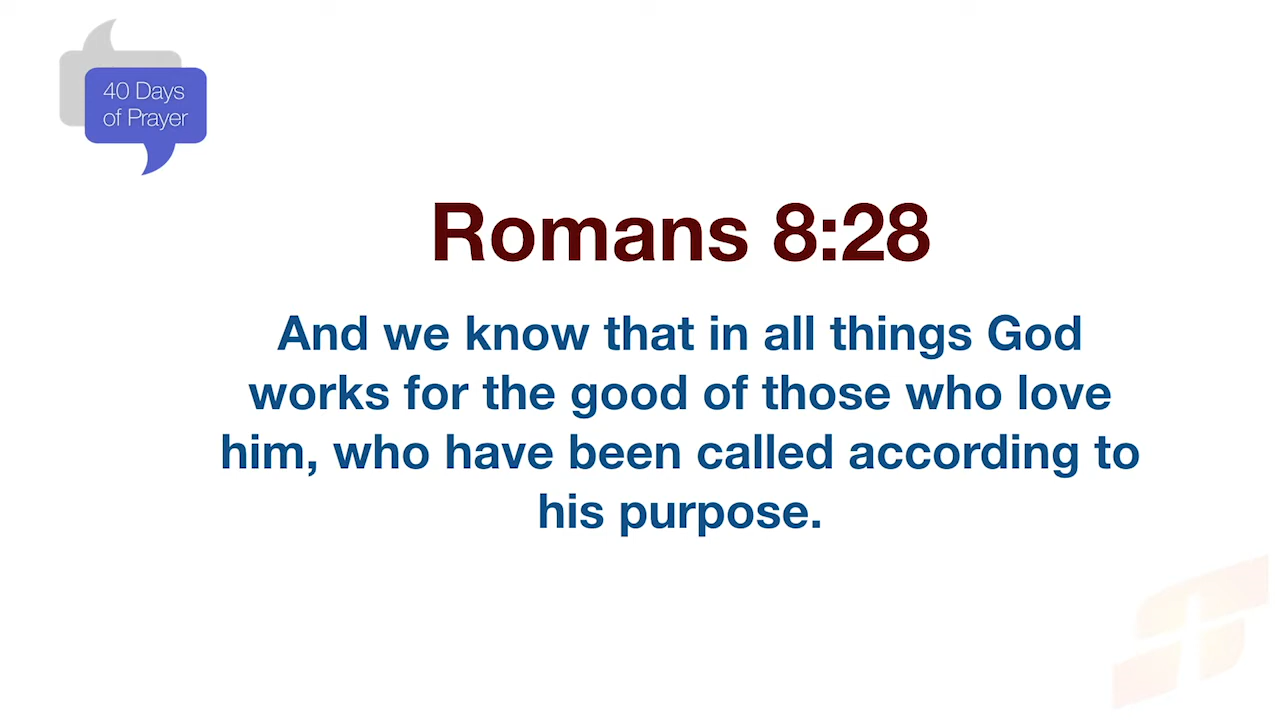 40 Days
of Prayer
Romans 8:28
And we know that in all things God
works for the good of those who love
him, who have been called according to
his purpose.